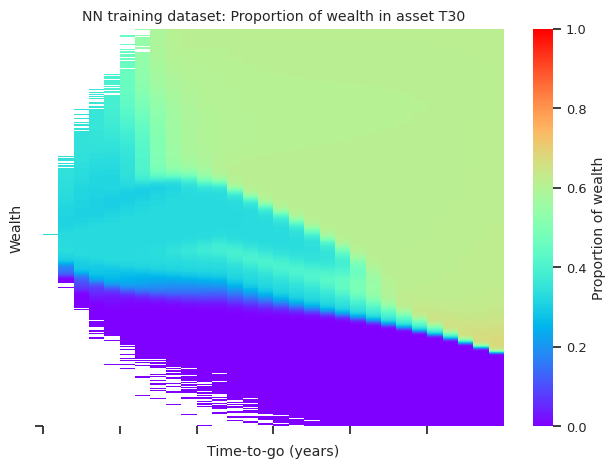 NN training dataset: Proportion of wealth in asset T30
Wealth
Time-to-go (years)
1.0
0.8
0.6
0.4
0.2
0.0
Proportion of wealth